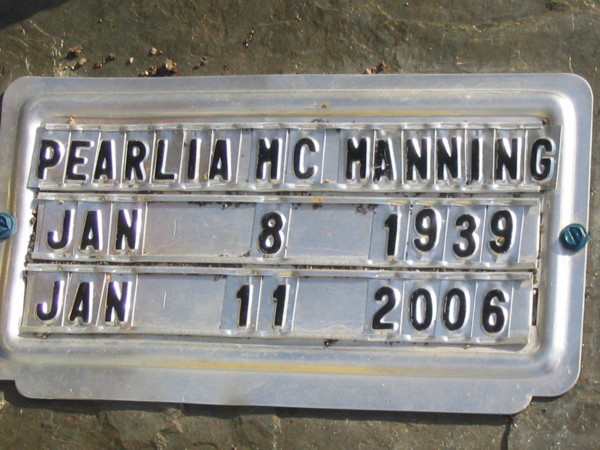 PEARLIA MC MANNING
JAN 8 1939
JAN 11 2006